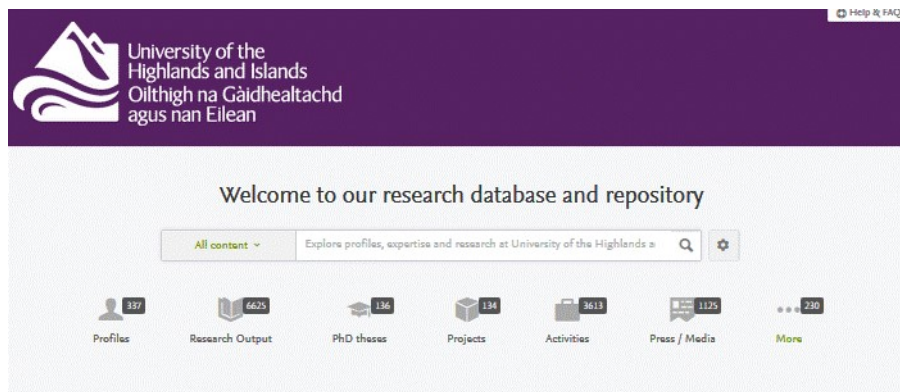 Help & FAQ
University of the
Highlands and Islands
Oilthigh na Gàidhealtachd
agus nan Eilean
Welcome to our research database and repository
All content
Explore profiles, expertise and research at University of the Highlands a
337
6625
136
134
3613
1125
230
Profiles
Research Output
PhD theses
Projects
Activities
Press / Media
More